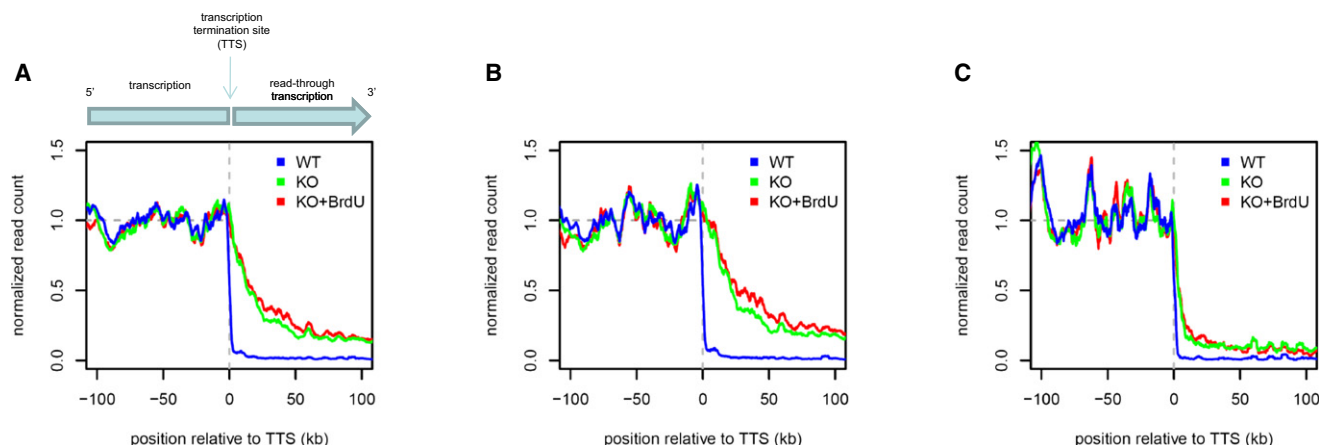 transcription
termination site
(TTS)
A
5'
transcription
read-through
transcription
3'
1.5
1.0
0.5
0.0
normalized read count
WT
KO
KO+BrdU
−100
−50
0
50
100
position relative to TTS (kb)
B
1.5
1.0
0.5
0.0
normalized read count
WT
KO
KO+BrdU
−100
−50
0
50
100
position relative to TTS (kb)
C
1.5
1.0
0.5
0.0
normalized read count
WT
KO
KO+BrdU
−100
−50
0
50
100
position relative to TTS (kb)